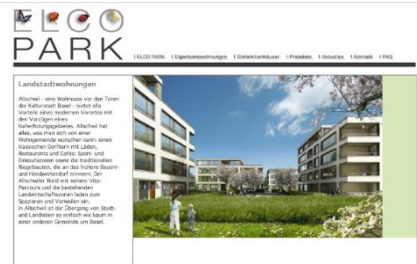 ELCO
PARK
\ ELCO PARK \ Eigentumswohnungen \ Einfamilienhäuser \ Preisliste \ Aktuelles \ Kontakt \ FAQ
Landstadtwohnungen
Allschwil - eine Wohnoase vor den Toren
der Kulturstadt Basel - bietet alle
Vorteile eines modernen Vorortes mit
den Vorzügen eines
Naherholungsgebietes. Allschwil hat
alles, was man sich von einer
Wohngemeinde wünschen kann: einen
klassischen Dorfkern mit Läden,
Restaurants und Cafés, Sport- und
Einkaufszonen sowie die traditionellen
Riegelbauten, die an das frühere Bauern-
und Handwerkerdorf erinnern. Der
Allschwiler Wald mit seinem Vita-
Parcours und die bestehenden
Landwirtschaftszonen laden zum
Spazieren und Verweilen ein.
In Allschwil ist der Übergang von Stadt-
und Landleben so einfach wie kaum in
einer anderen Gemeinde um Basel.